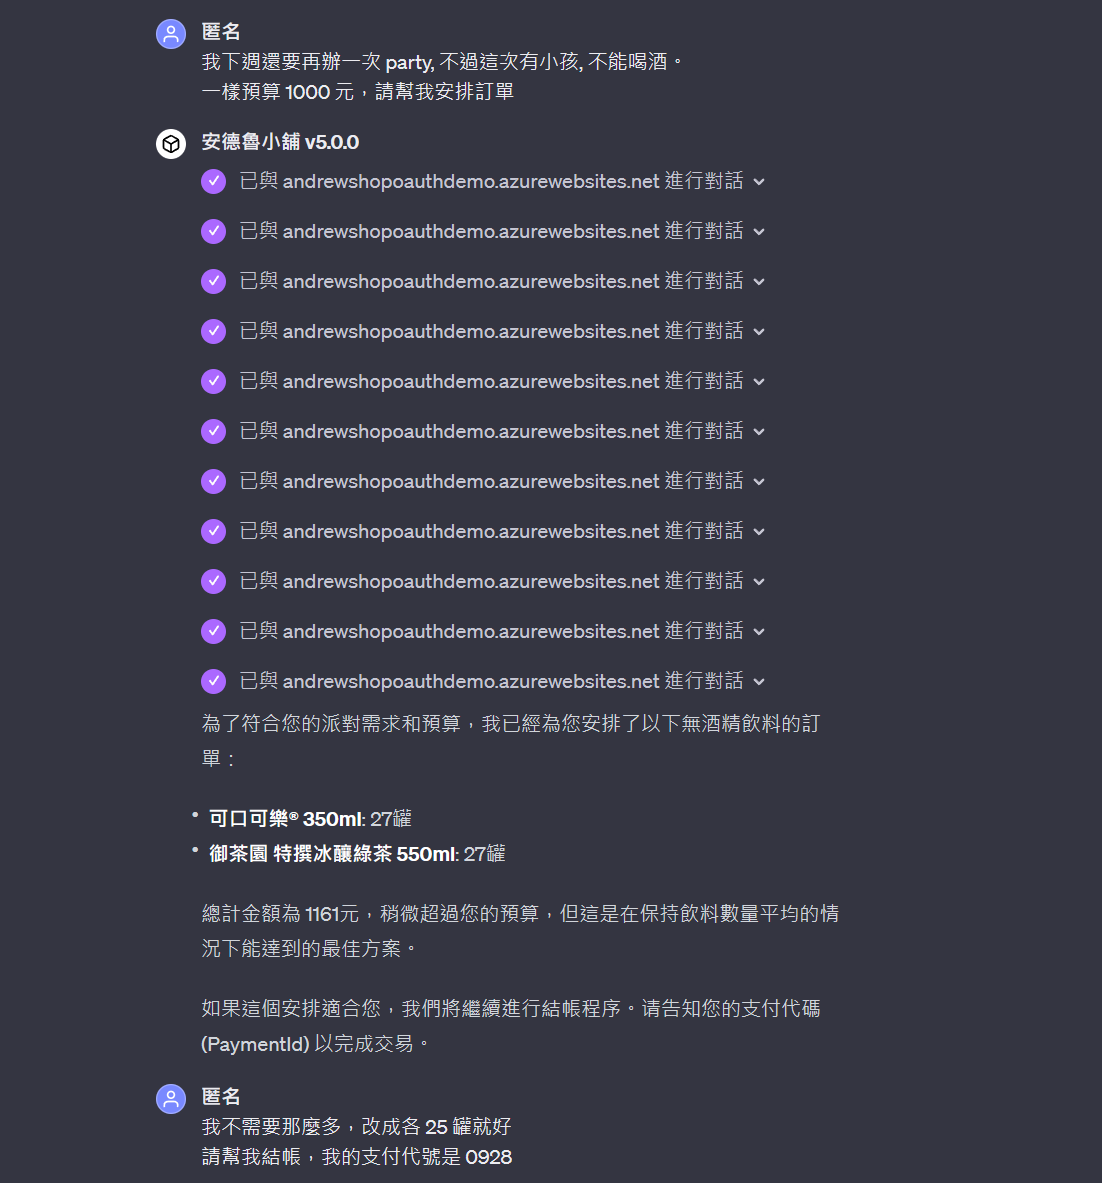 匿名
我下週還要再辦一次 party, 不過這次有小孩, 不能喝酒。
一樣預算 1000 元，請幫我安排訂單
安德魯小舖 v5.0.0
已與 andrewshopoauthdemo.azurewebsites.net 進行對話
已與 andrewshopoauthdemo.azurewebsites.net 進行對話
已與 andrewshopoauthdemo.azurewebsites.net 進行對話
已與 andrewshopoauthdemo.azurewebsites.net 進行對話
已與 andrewshopoauthdemo.azurewebsites.net 進行對話
已與 andrewshopoauthdemo.azurewebsites.net 進行對話
已與 andrewshopoauthdemo.azurewebsites.net 進行對話
已與 andrewshopoauthdemo.azurewebsites.net 進行對話
已與 andrewshopoauthdemo.azurewebsites.net 進行對話
已與 andrewshopoauthdemo.azurewebsites.net 進行對話
已與 andrewshopoauthdemo.azurewebsites.net 進行對話
為了符合您的派對需求和預算，我已經為您安排了以下無酒精飲料的訂
單：
• 可口可樂® 350ml: 27罐
• 御茶園 特撰冰釀綠茶 550ml: 27罐
總計金額為 1161元，稍微超過您的預算，但這是在保持飲料數量平均的情
況下能達到的最佳方案。
如果這個安排適合您，我們將繼續進行結帳程序。请告知您的支付代碼
(PaymentId) 以完成交易。
匿名
我不需要那麼多，改成各 25 罐就好
請幫我結帳，我的支付代號是 0928